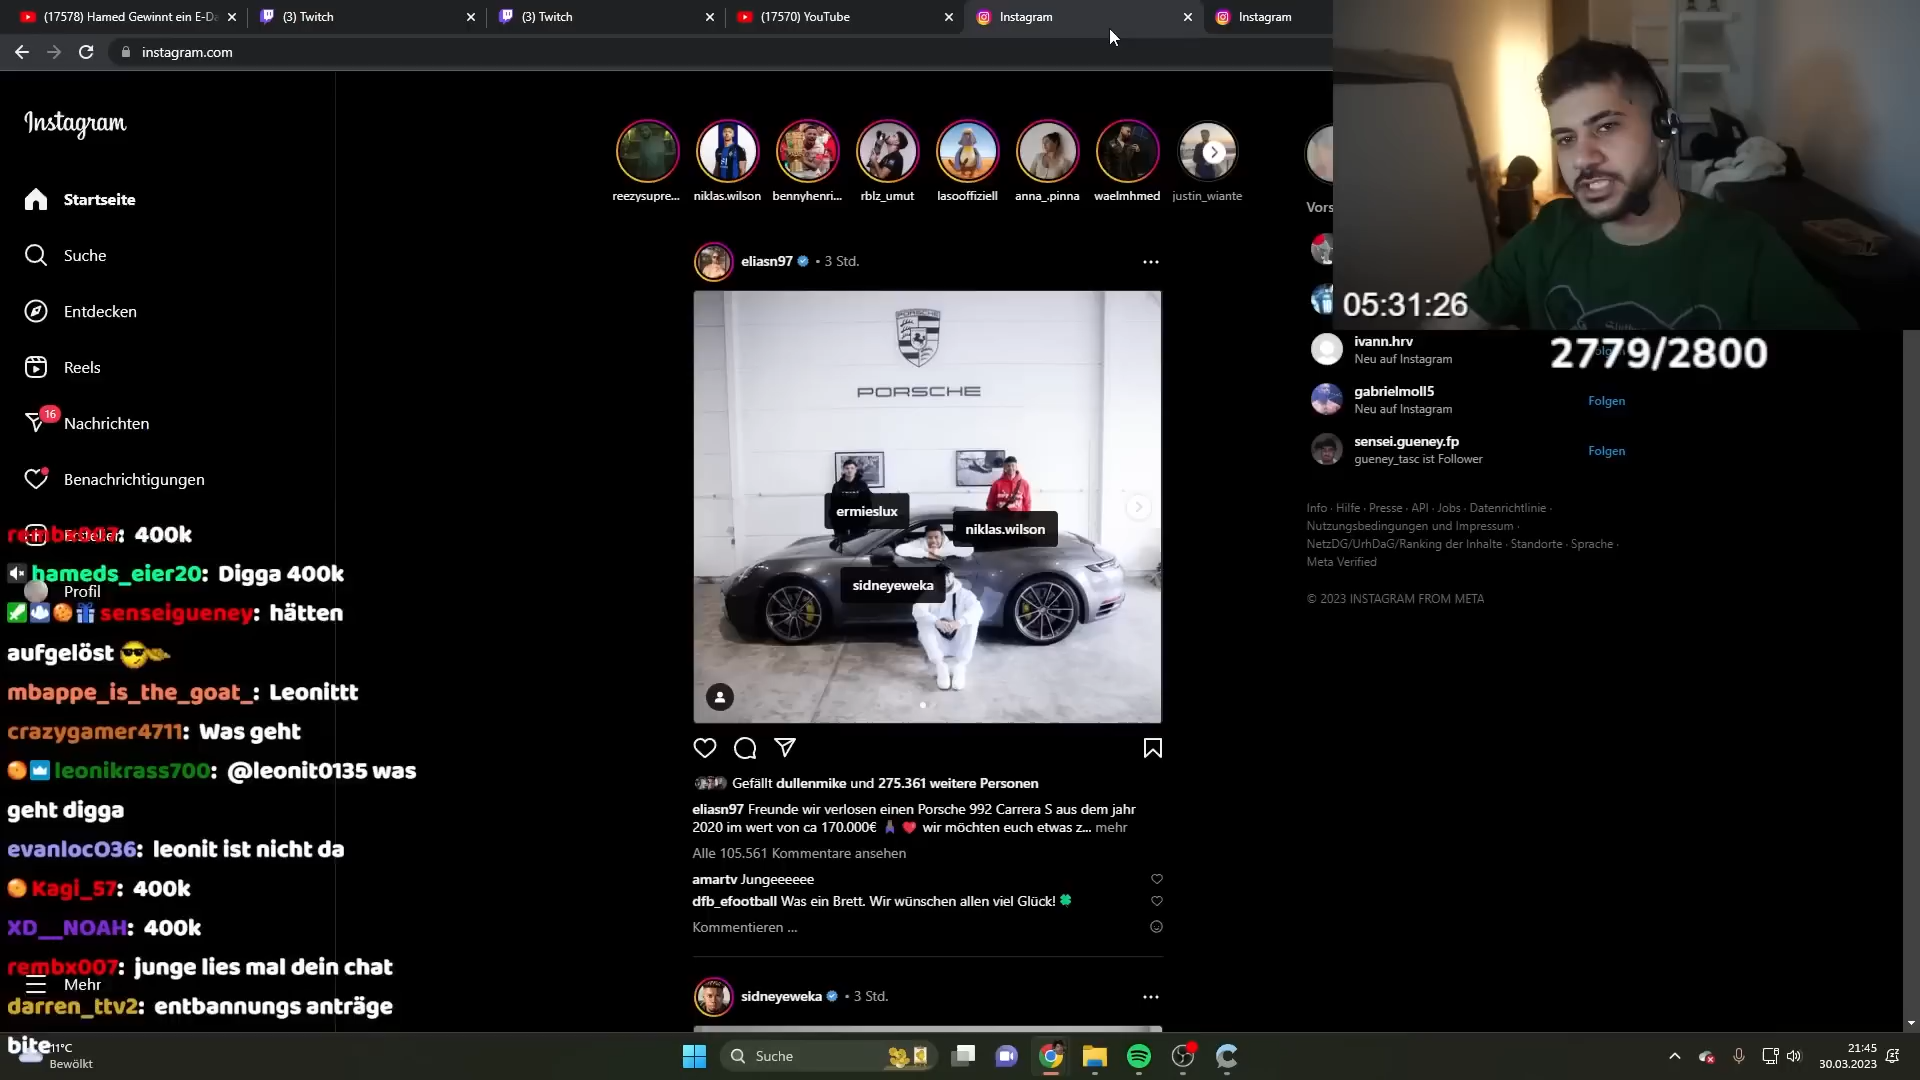 (17578) Hamed Gewinnt ein E-Da
(3) Twitch
(3) Twitch
(17570) YouTube
Instagram
Instagram
instagram.com
Instagram
Startseite
Suche
Entdecken
Reels
16
Nachrichten
Benachrichtigungen
Profil
Mehr
reezysupre...
niklas.wilson
bennyhenri...
rblz_umut
lasooffiziell
anna_.pinna
waelmhmed
justin_wiante
eliasn97 • 3 Std.
PORSCHE
ermieslux
niklas.wilson
sidneyeweka
Gefällt dullenmike und 275.361 weitere Personen
eliasn97 Freunde wir verlosen einen Porsche 992 Carrera S aus dem jahr
2020 im wert von ca 170.000€ 🙏🏿 ❤️ wir möchten euch etwas z... mehr
Alle 105.561 Kommentare ansehen
amartv Jungeeeeee
dfb_efootball Was ein Brett. Wir wünschen allen viel Glück! 🍀
Kommentieren ...
sidneyeweka • 3 Std.
Vors
05:31:26
2779/2800
ivann.hrv
Neu auf Instagram
gabrielmoll5
Neu auf Instagram
Folgen
sensei.gueney.fp
gueney_tasc ist Follower
Folgen
Info · Hilfe · Presse · API · Jobs · Datenrichtlinie ·
Nutzungsbedingungen und Impressum ·
NetzDG/UrhDaG/Ranking der Inhalte · Standorte · Sprache ·
Meta Verified
© 2023 INSTAGRAM FROM META
rembx007: 400k
hameds_eier20: Digga 400k
senseigueney: hätten
aufgelöst
mbappe_is_the_goat_: Leonittt
crazygamer4711: Was geht
leonikrass700: @leonit0135 was
geht digga
evanlocO36: leonit ist nicht da
Kagi_57: 400k
XD__NOAH: 400k
rembx007: junge lies mal dein chat
darren_ttv2: entbannungs anträge
bite
11°C
Bewölkt
Suche
21:45
30.03.2023